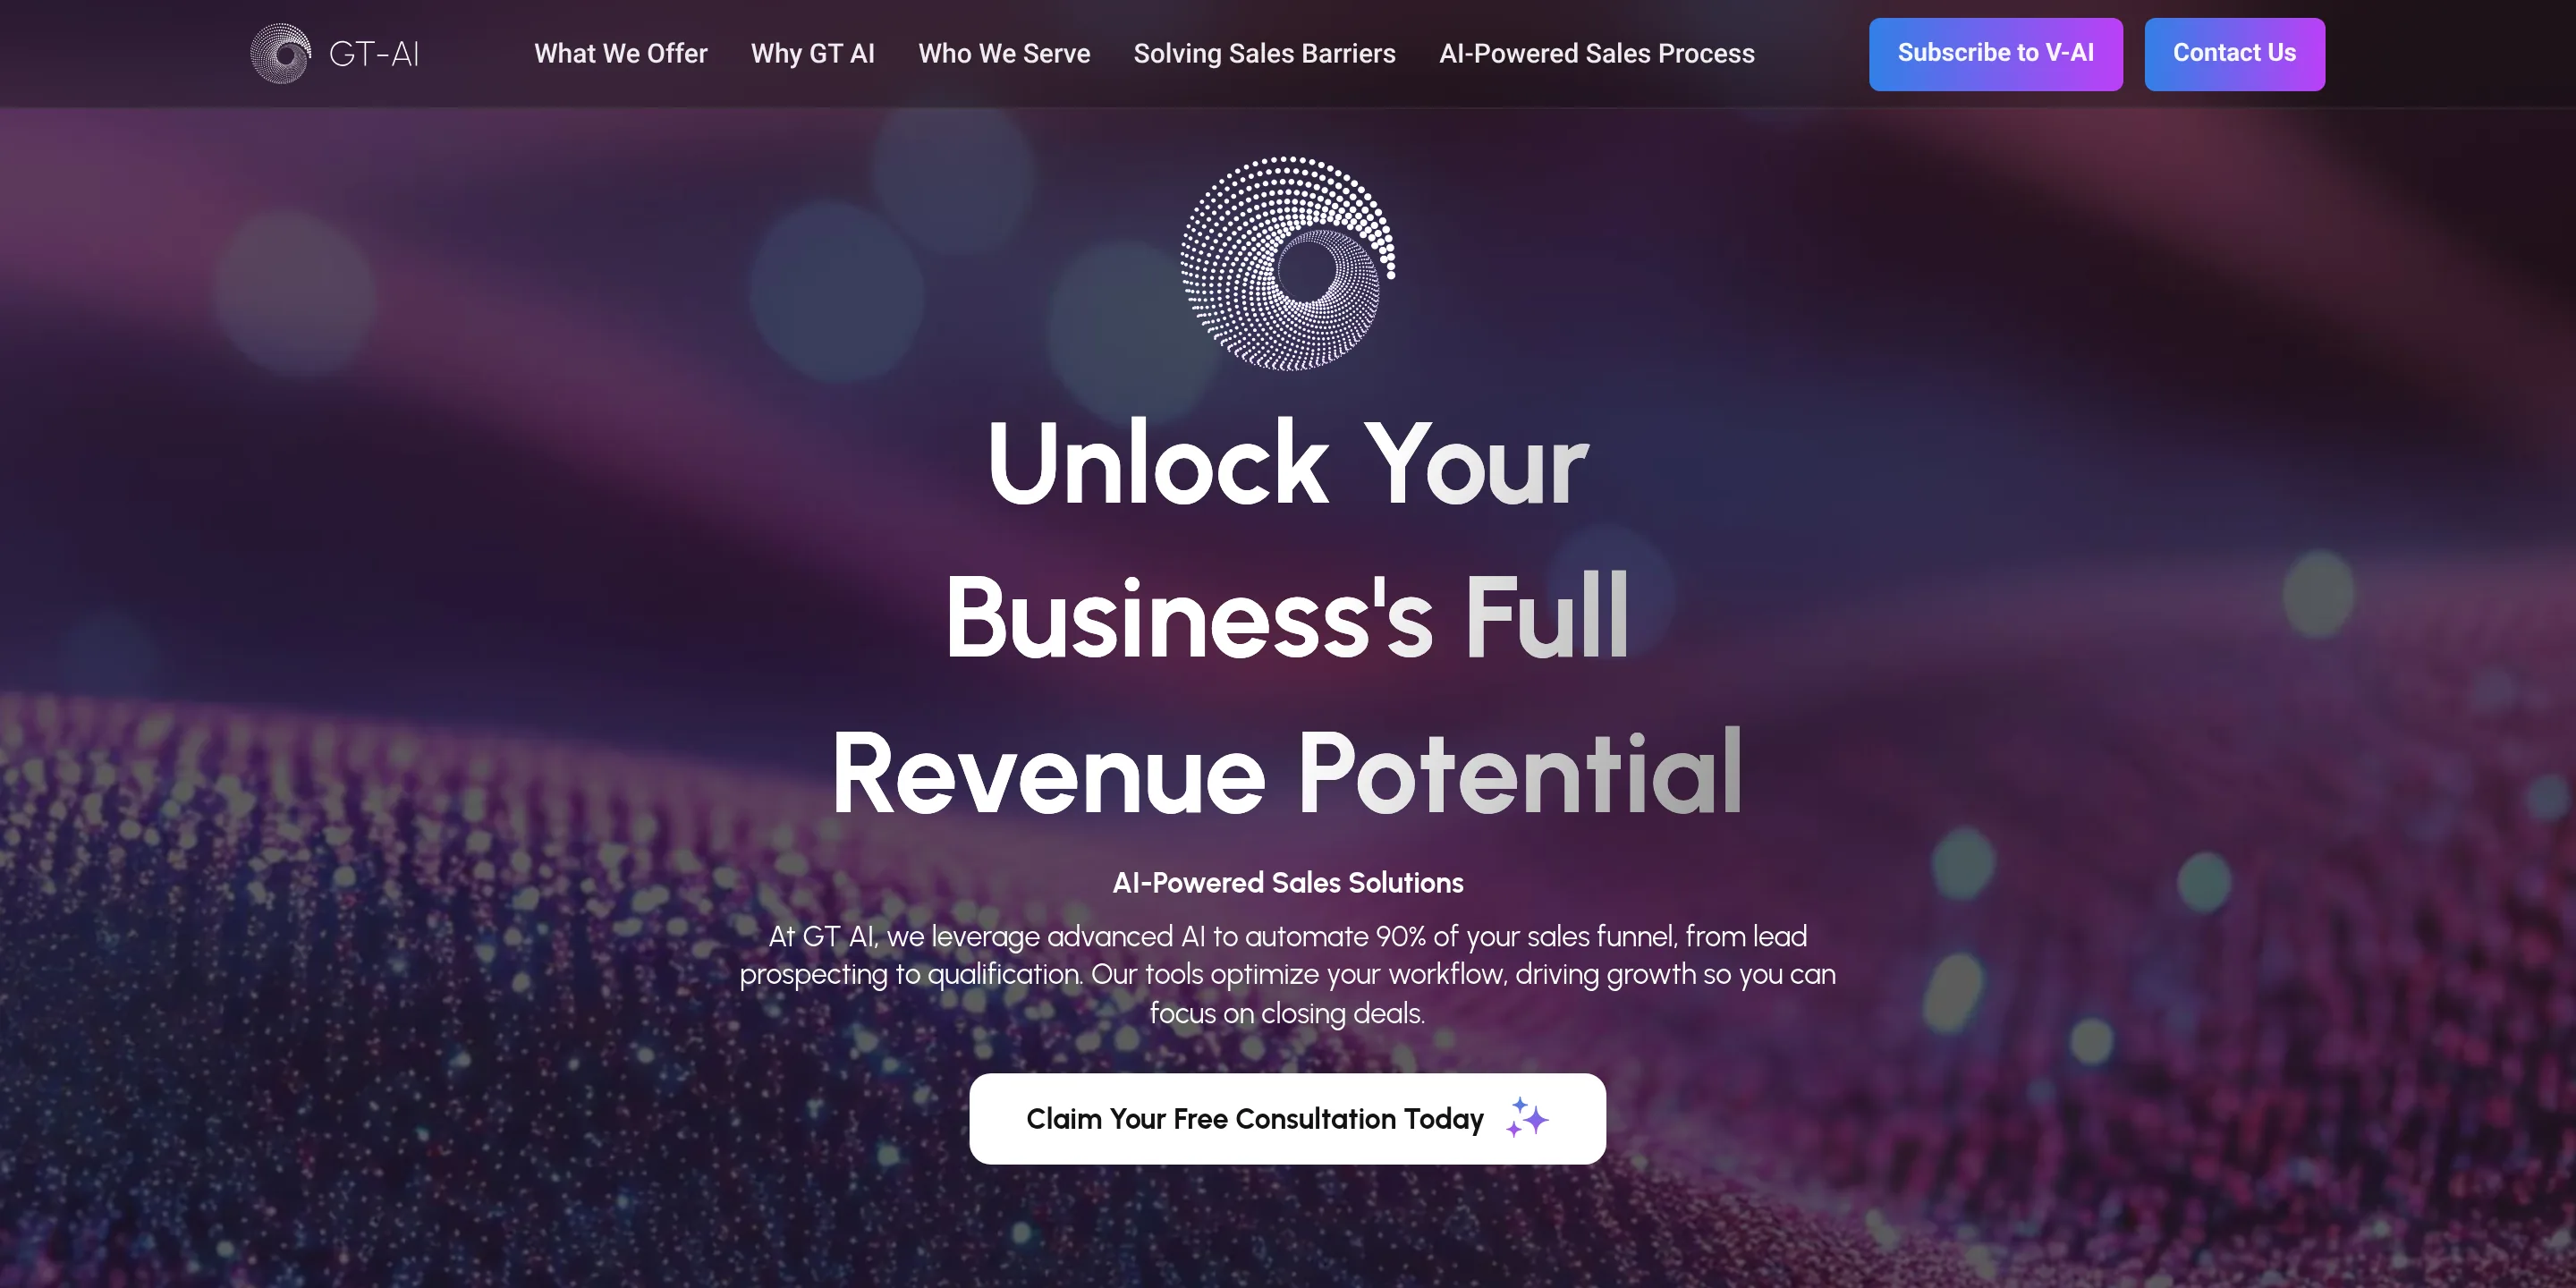 GT-AI
What We Offer
Why GT AI
Who We Serve
Solving Sales Barriers
AI-Powered Sales Process
Subscribe to V-AI
Contact Us
Unlock Your
Business's Full
Revenue Potential
AI-Powered Sales Solutions
At GT AI, we leverage advanced AI to automate 90% of your sales funnel, from lead
prospecting to qualification. Our tools optimize your workflow, driving growth so you can
focus on closing deals.
Claim Your Free Consultation Today